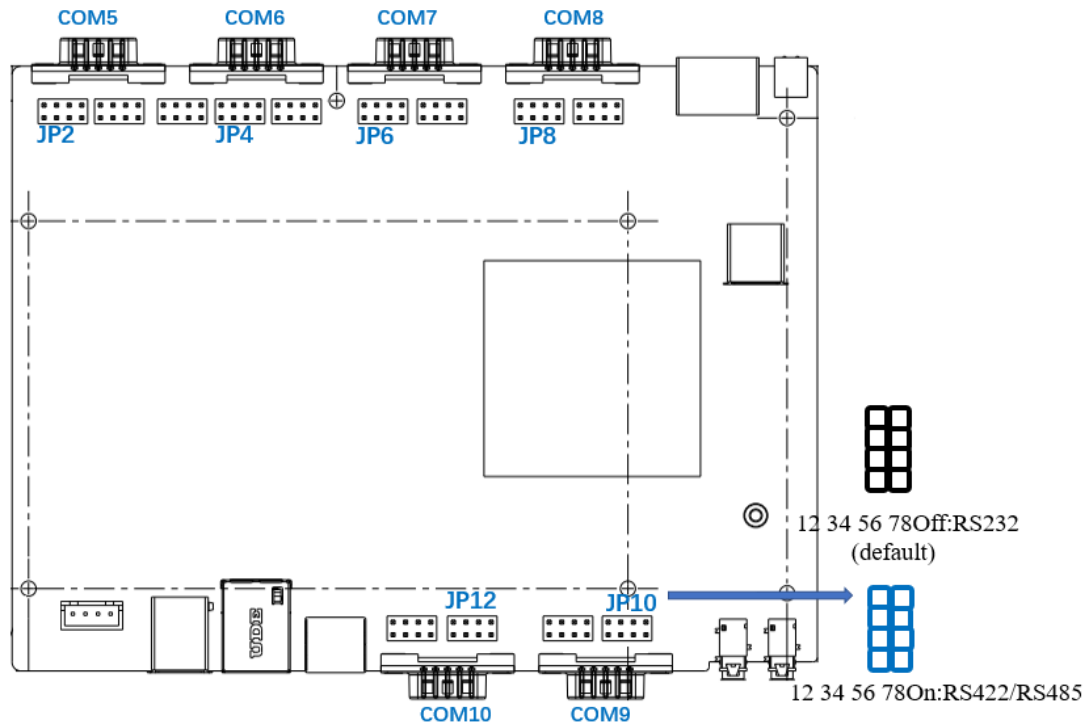 COM5 COM6 COM7 COM8
JP2 JP4 JP6 JP8
12 34 56 78Off:RS232
(default)
JP12 JP10
12 34 56 78On:RS422/RS485
COM10 COM9